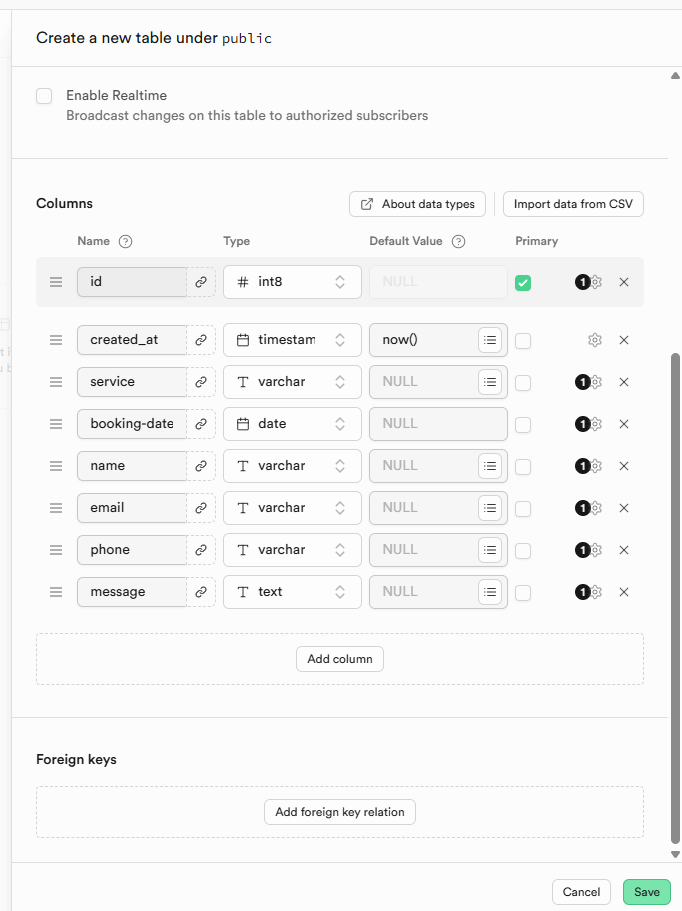 Create a new table under public
Enable Realtime
Broadcast changes on this table to authorized subscribers
Columns
About data types
Import data from CSV
Name ? Type Default Value ? Primary
id # int8 NULL 1
created_at timestam now()
service T varchar NULL 1
booking-date date NULL 1
name T varchar NULL 1
email T varchar NULL 1
phone T varchar NULL 1
message T text NULL 1
Add column
Foreign keys
Add foreign key relation
Cancel Save